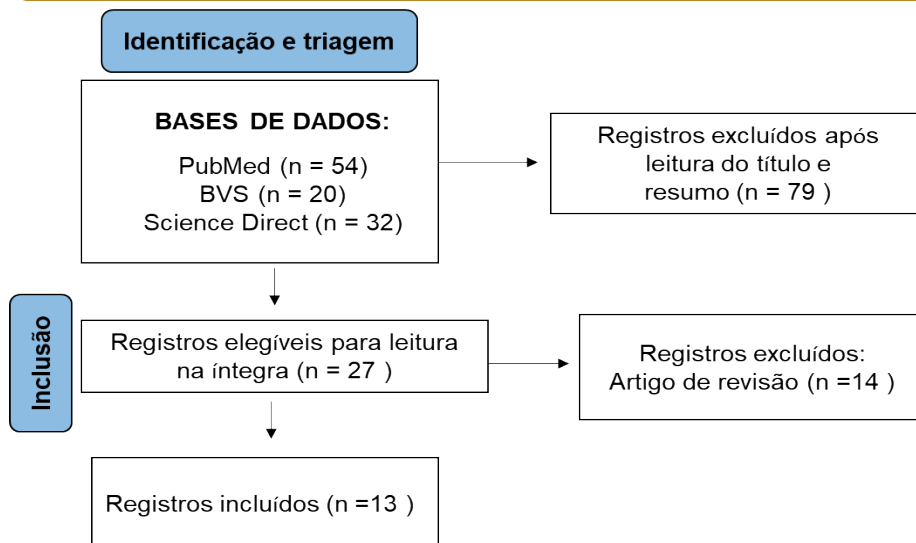 Identificação e triagem
BASES DE DADOS:
PubMed (n = 54)
BVS (n = 20)
Science Direct (n = 32)
Registros excluídos após
leitura do título e
resumo (n = 79 )
Inclusão
Registros elegíveis para leitura
na íntegra (n = 27 )
Registros excluídos:
Artigo de revisão (n =14 )
Registros incluídos (n =13 )